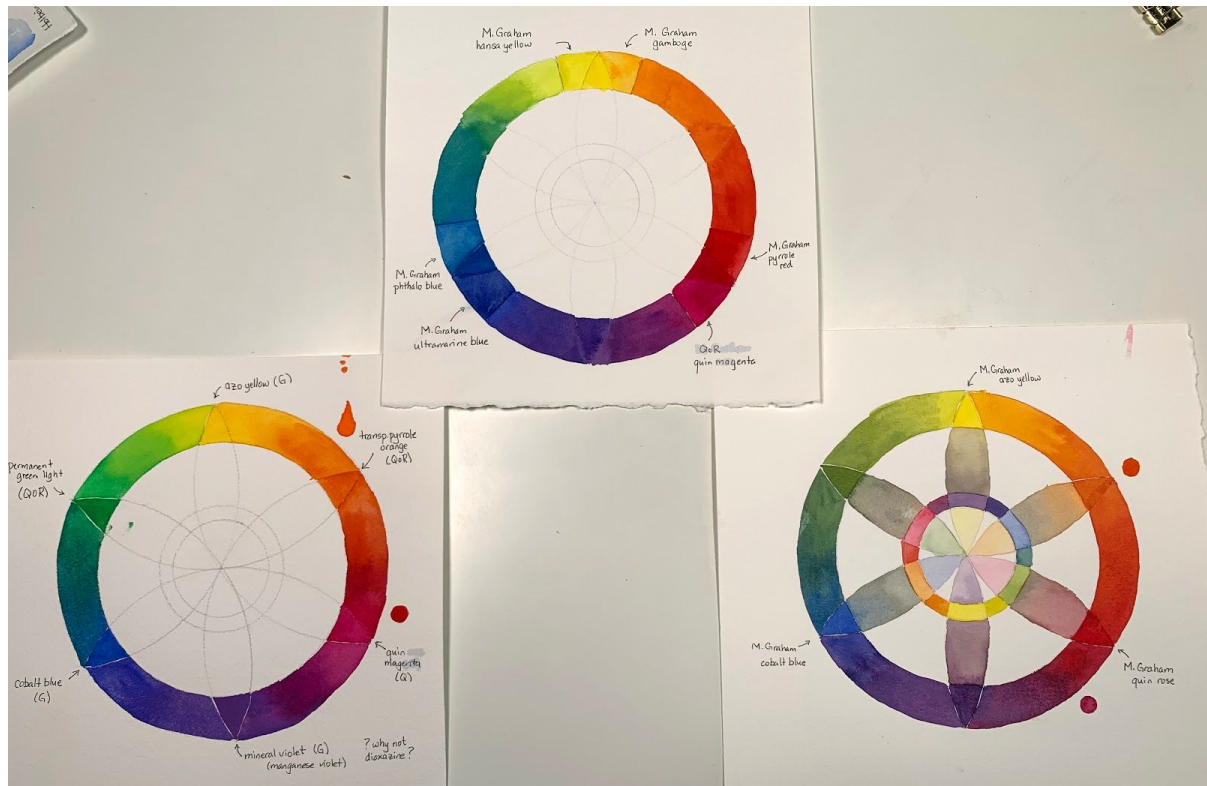 M. Graham
hansa yellow
M. Graham
gamboge
M. Graham
pyrrole
red
QoR
quin magenta
M. Graham
phthalo blue
M. Graham
ultramarine blue
azo yellow (G)
transp. pyrrole
orange
(QoR)
permanent
green light
(QOR)
quin
magenta
(Q)
cobalt blue
(G)
mineral violet (G)
(manganese violet)
? why not
dioxazine?
M. Graham
azo yellow
M. Graham
cobalt blue
M. Graham
quin rose